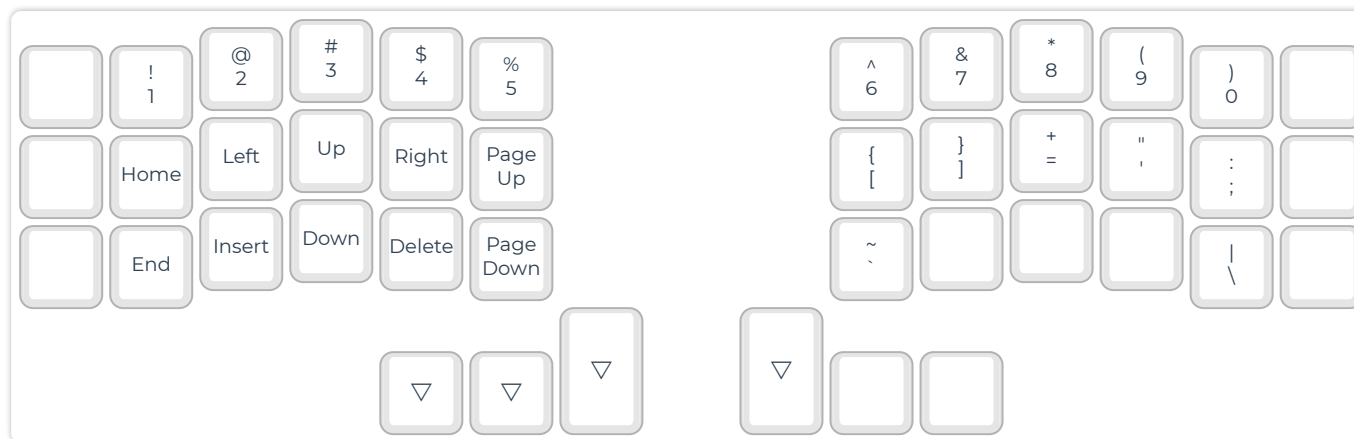 ! @ # $ % ^ & * ( )
1 2 3 4 5 6 7 8 9 0
Home Left Up Right Page Up { } + " :
[ ] = ' ;
End Insert Down Delete Page Down ~ |
` \
▽ ▽ ▽ ▽